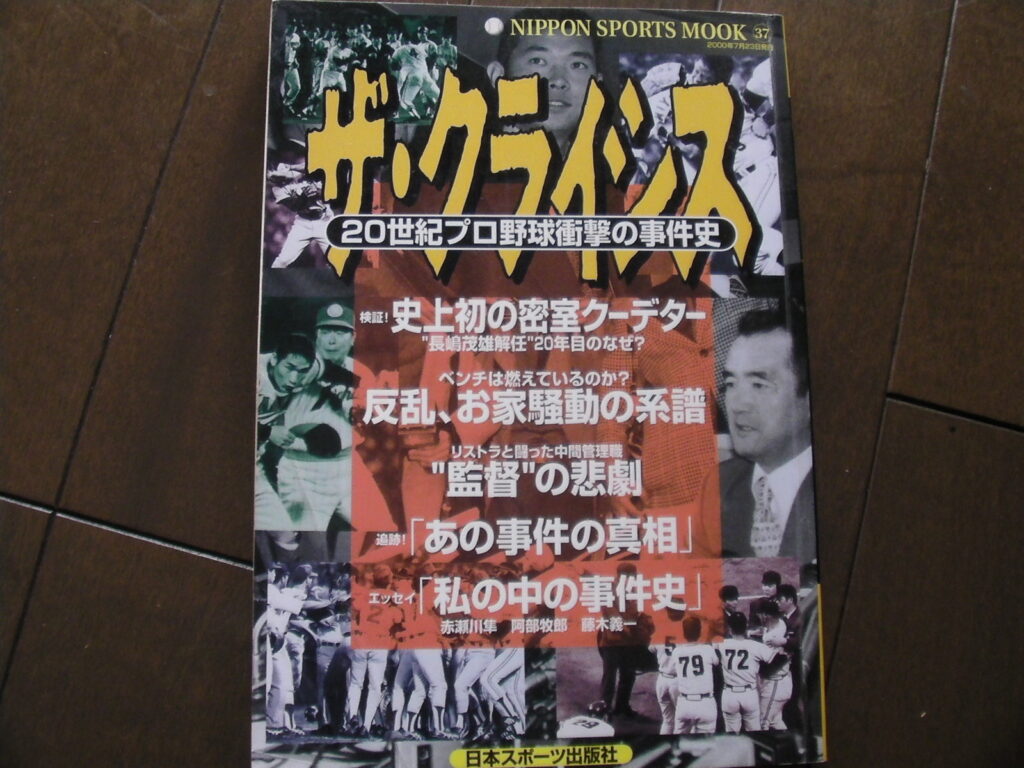 NIPPON SPORTS MOOK 37
2000年7月23日発行
ザ・クライシス
20世紀プロ野球衝撃の事件史
検証!史上初の密室クーデター
"長嶋茂雄解任"20年目のなぜ?
ベンチは燃えているのか?
反乱、お家騒動の系譜
リストラと闘った中間管理職
"監督"の悲劇
追跡!「あの事件の真相」
エッセイ「私の中の事件史」
赤瀬川隼 阿部牧郎 藤木義一
79 72
日本スポーツ出版社